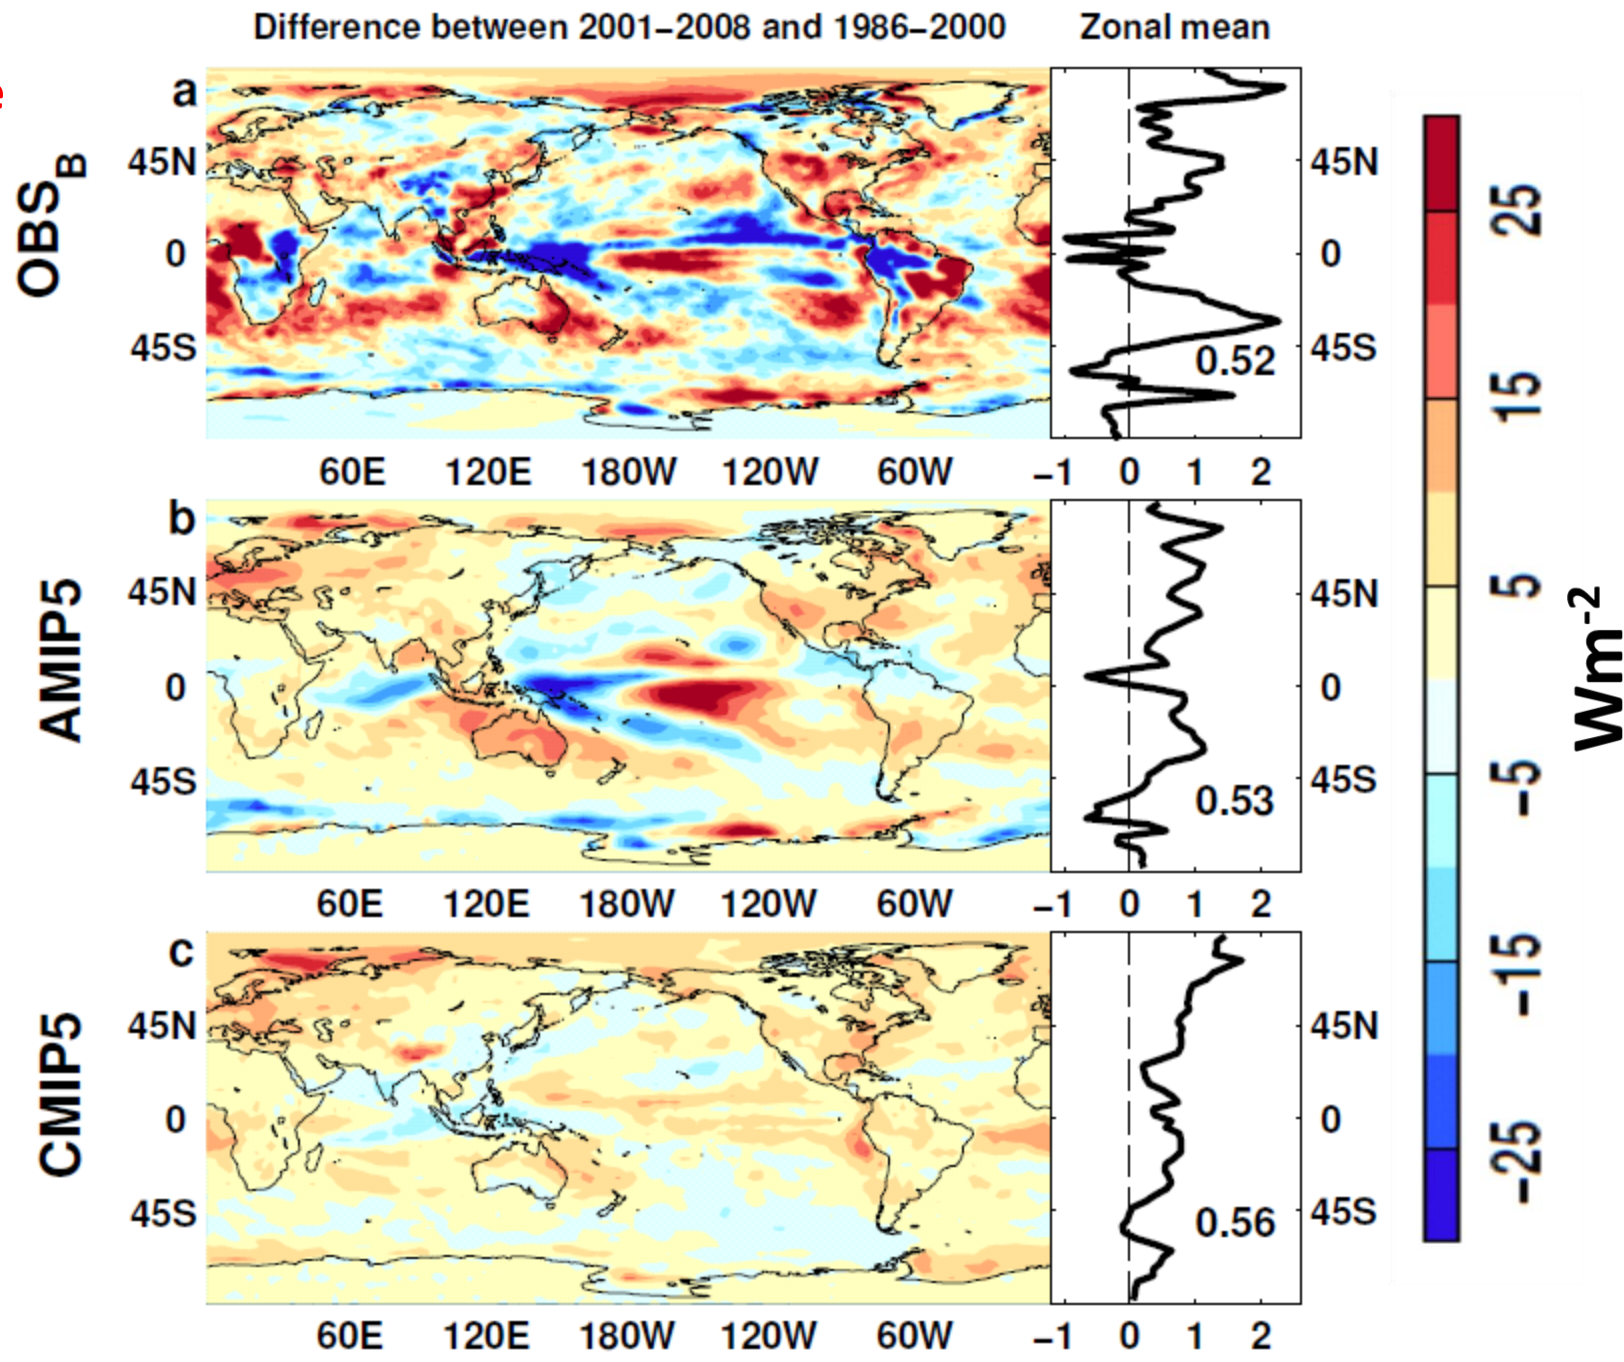 Difference between 2001–2008 and 1986–2000 Zonal mean
a
OBSB
45N
0
45S
45N
0
45S
0.52
60E 120E 180W 120W 60W −1 0 1 2
b
AMIP5
45N
0
45S
45N
0
45S
0.53
60E 120E 180W 120W 60W −1 0 1 2
c
CMIP5
45N
0
45S
45N
0
45S
0.56
60E 120E 180W 120W 60W −1 0 1 2
25
15
5
−5
−15
−25
Wm-2